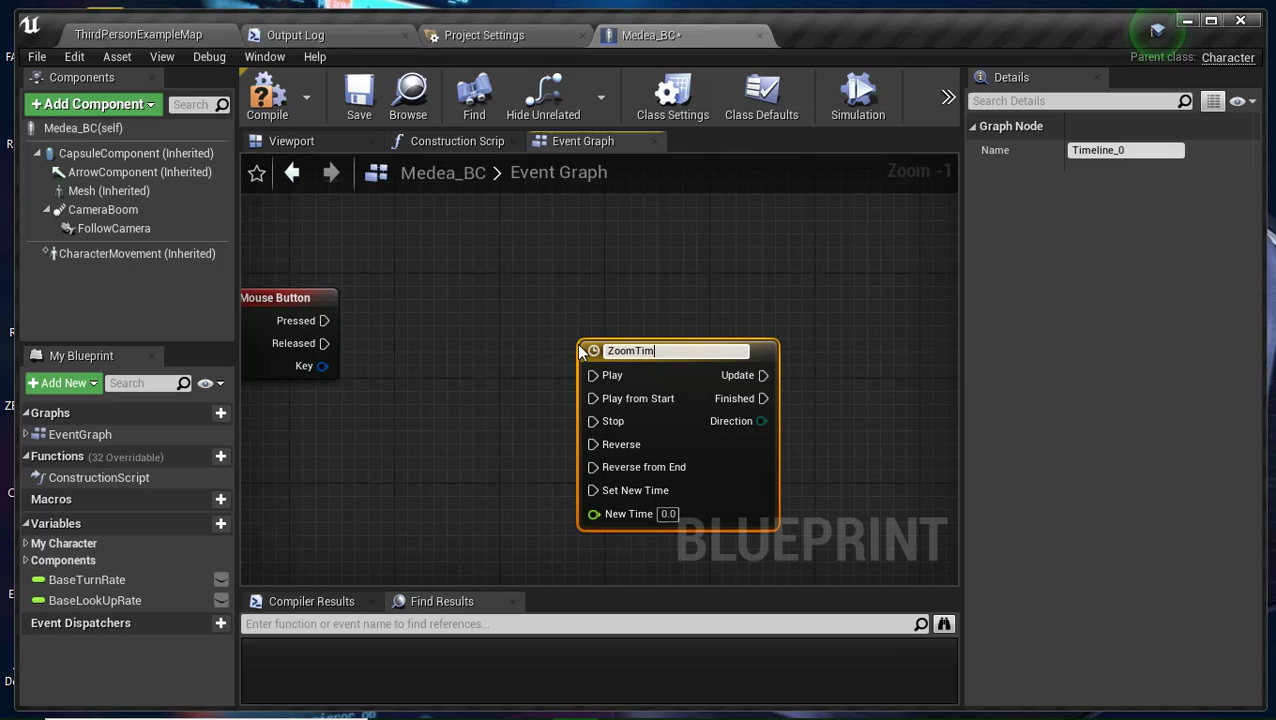 ThirdPersonExampleMap
Output Log
Project Settings
Medea_BC*
File Edit Asset View Debug Window Help
Parent class: Character
Components
+ Add Component
Search
Medea_BC(self)
CapsuleComponent (Inherited)
ArrowComponent (Inherited)
Mesh (Inherited)
CameraBoom
FollowCamera
CharacterMovement (Inherited)
My Blueprint
+ Add New
Search
Graphs
EventGraph
Functions (32 Overridable)
ConstructionScript
Macros
Variables
My Character
Components
BaseTurnRate
BaseLookUpRate
Event Dispatchers
Compile
Save
Browse
Find
Hide Unrelated
Class Settings
Class Defaults
Simulation
Viewport
Construction Scrip
Event Graph
Medea_BC > Event Graph
Zoom -1
Mouse Button
Pressed
Released
Key
ZoomTim
Play Update
Play from Start Finished
Stop Direction
Reverse
Reverse from End
Set New Time
New Time 0.0
BLUEPRINT
Compiler Results
Find Results
Enter function or event name to find references...
Details
Search Details
Graph Node
Name Timeline_0